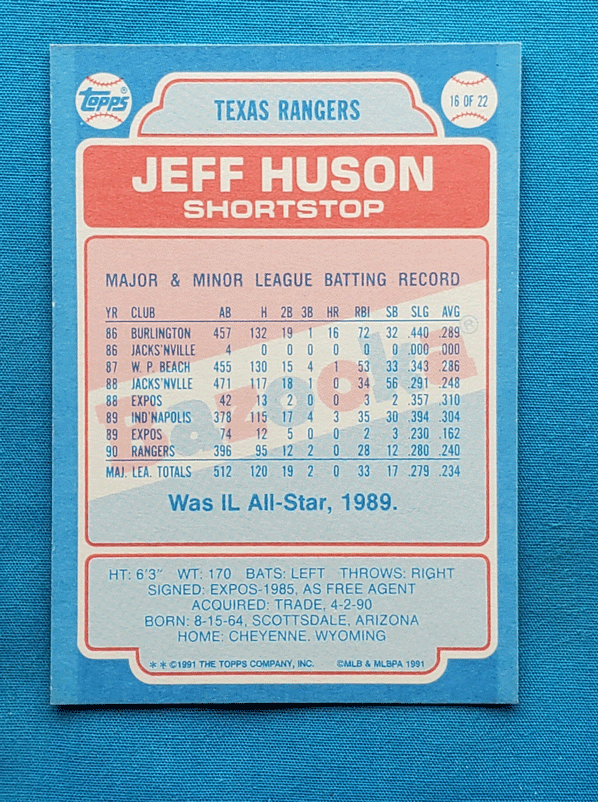 Topps®
TEXAS RANGERS
16 OF 22
JEFF HUSON
SHORTSTOP
MAJOR & MINOR LEAGUE BATTING RECORD
YR CLUB AB H 2B 3B HR RBI SB SLG AVG
86 BURLINGTON 457 132 19 1 16 72 32 .440 .289
86 JACKS'NVILLE 4 0 0 0 0 0 0 .000 .000
87 W. P. BEACH 455 130 15 4 1 53 33 .343 .286
88 JACKS'NVILLE 471 117 18 1 0 34 56 .291 .248
88 EXPOS 42 13 2 0 0 3 2 .357 .310
89 IND'NAPOLIS 378 115 17 4 3 35 30 .394 .304
89 EXPOS 74 12 5 0 0 2 3 .230 .162
90 RANGERS 396 95 12 2 0 28 12 .280 .240
MAJ. LEA. TOTALS 512 120 19 2 0 33 17 .279 .234
Bazooka®
Was IL All-Star, 1989.
HT: 6'3" WT: 170 BATS: LEFT THROWS: RIGHT
SIGNED: EXPOS-1985, AS FREE AGENT
ACQUIRED: TRADE, 4-2-90
BORN: 8-15-64, SCOTTSDALE, ARIZONA
HOME: CHEYENNE, WYOMING
**©1991 THE TOPPS COMPANY, INC. ©MLB & MLBPA 1991